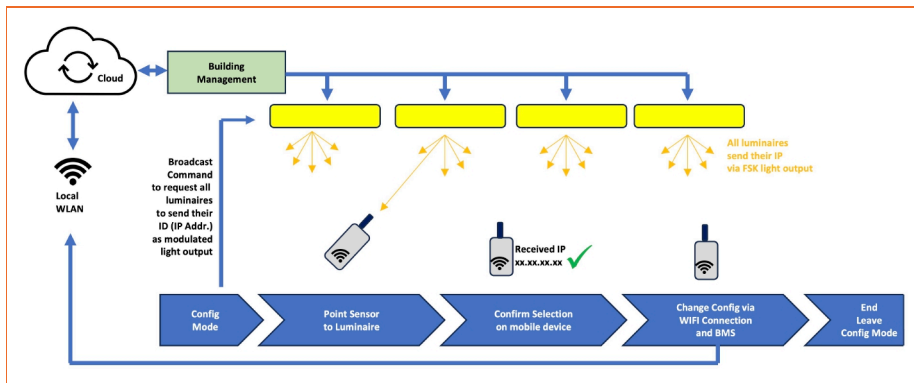 Cloud
Building
Management
Local
WLAN
Broadcast
Command
to request all
luminaires
to send their
ID (IP Addr.)
as modulated
light output
All luminaires
send their IP
via FSK light output
Received IP
xx.xx.xx.xx
Config
Mode
Point Sensor
to Luminaire
Confirm Selection
on mobile device
Change Config via
WIFI Connection
and BMS
End
Leave
Config Mode